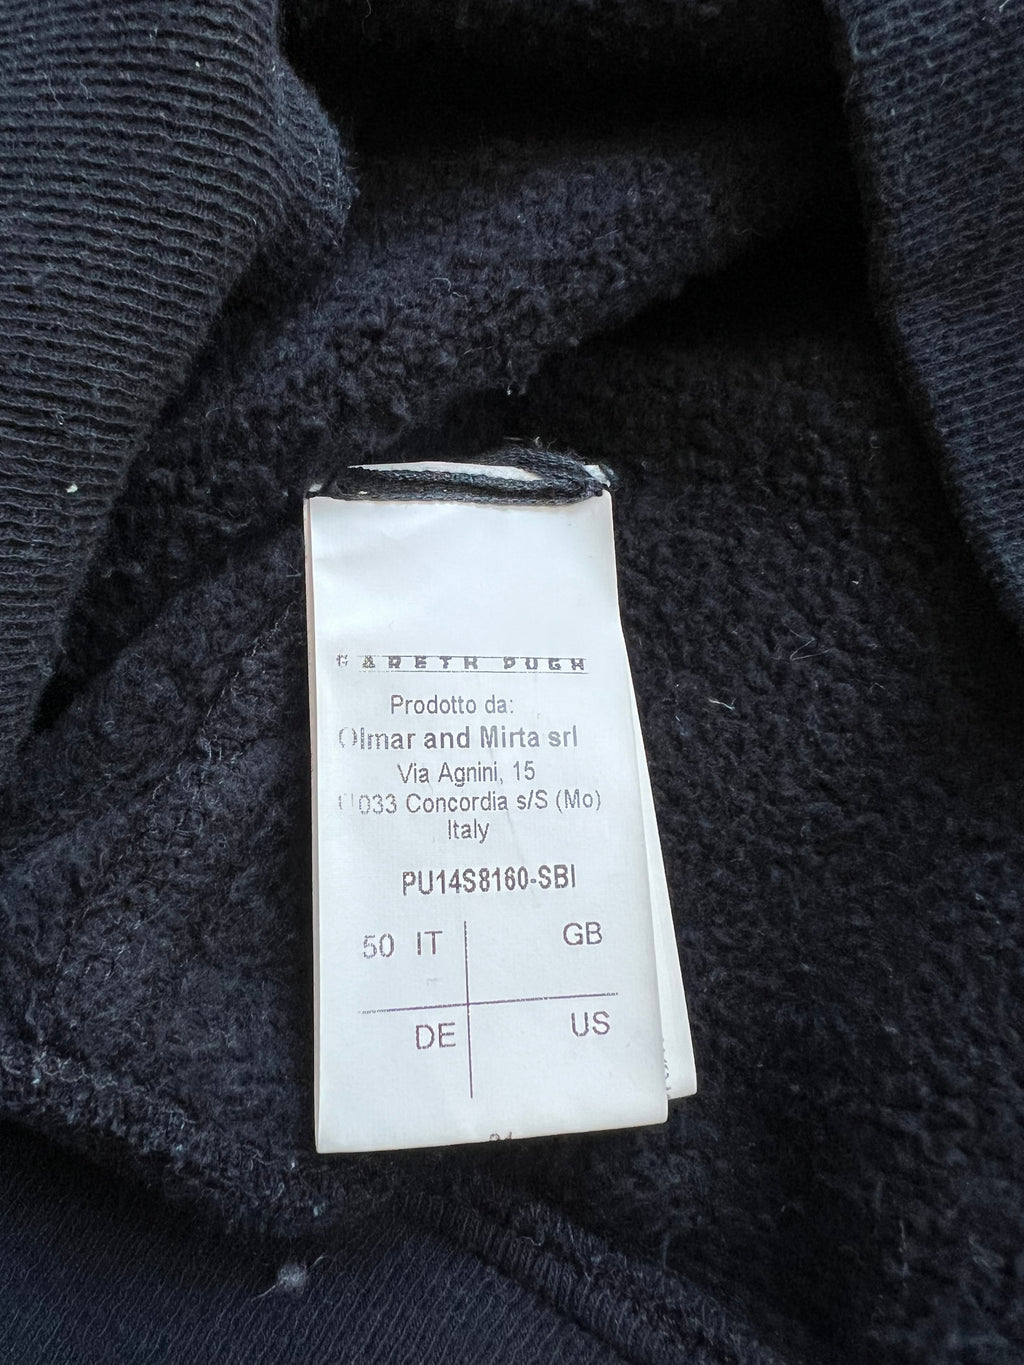 GARETH PUGH
Prodotto da:
Olmar and Mirta srl
Via Agnini, 15
033 Concordia s/S (Mo)
Italy
PU14S8160-SBI
50 IT GB
DE US